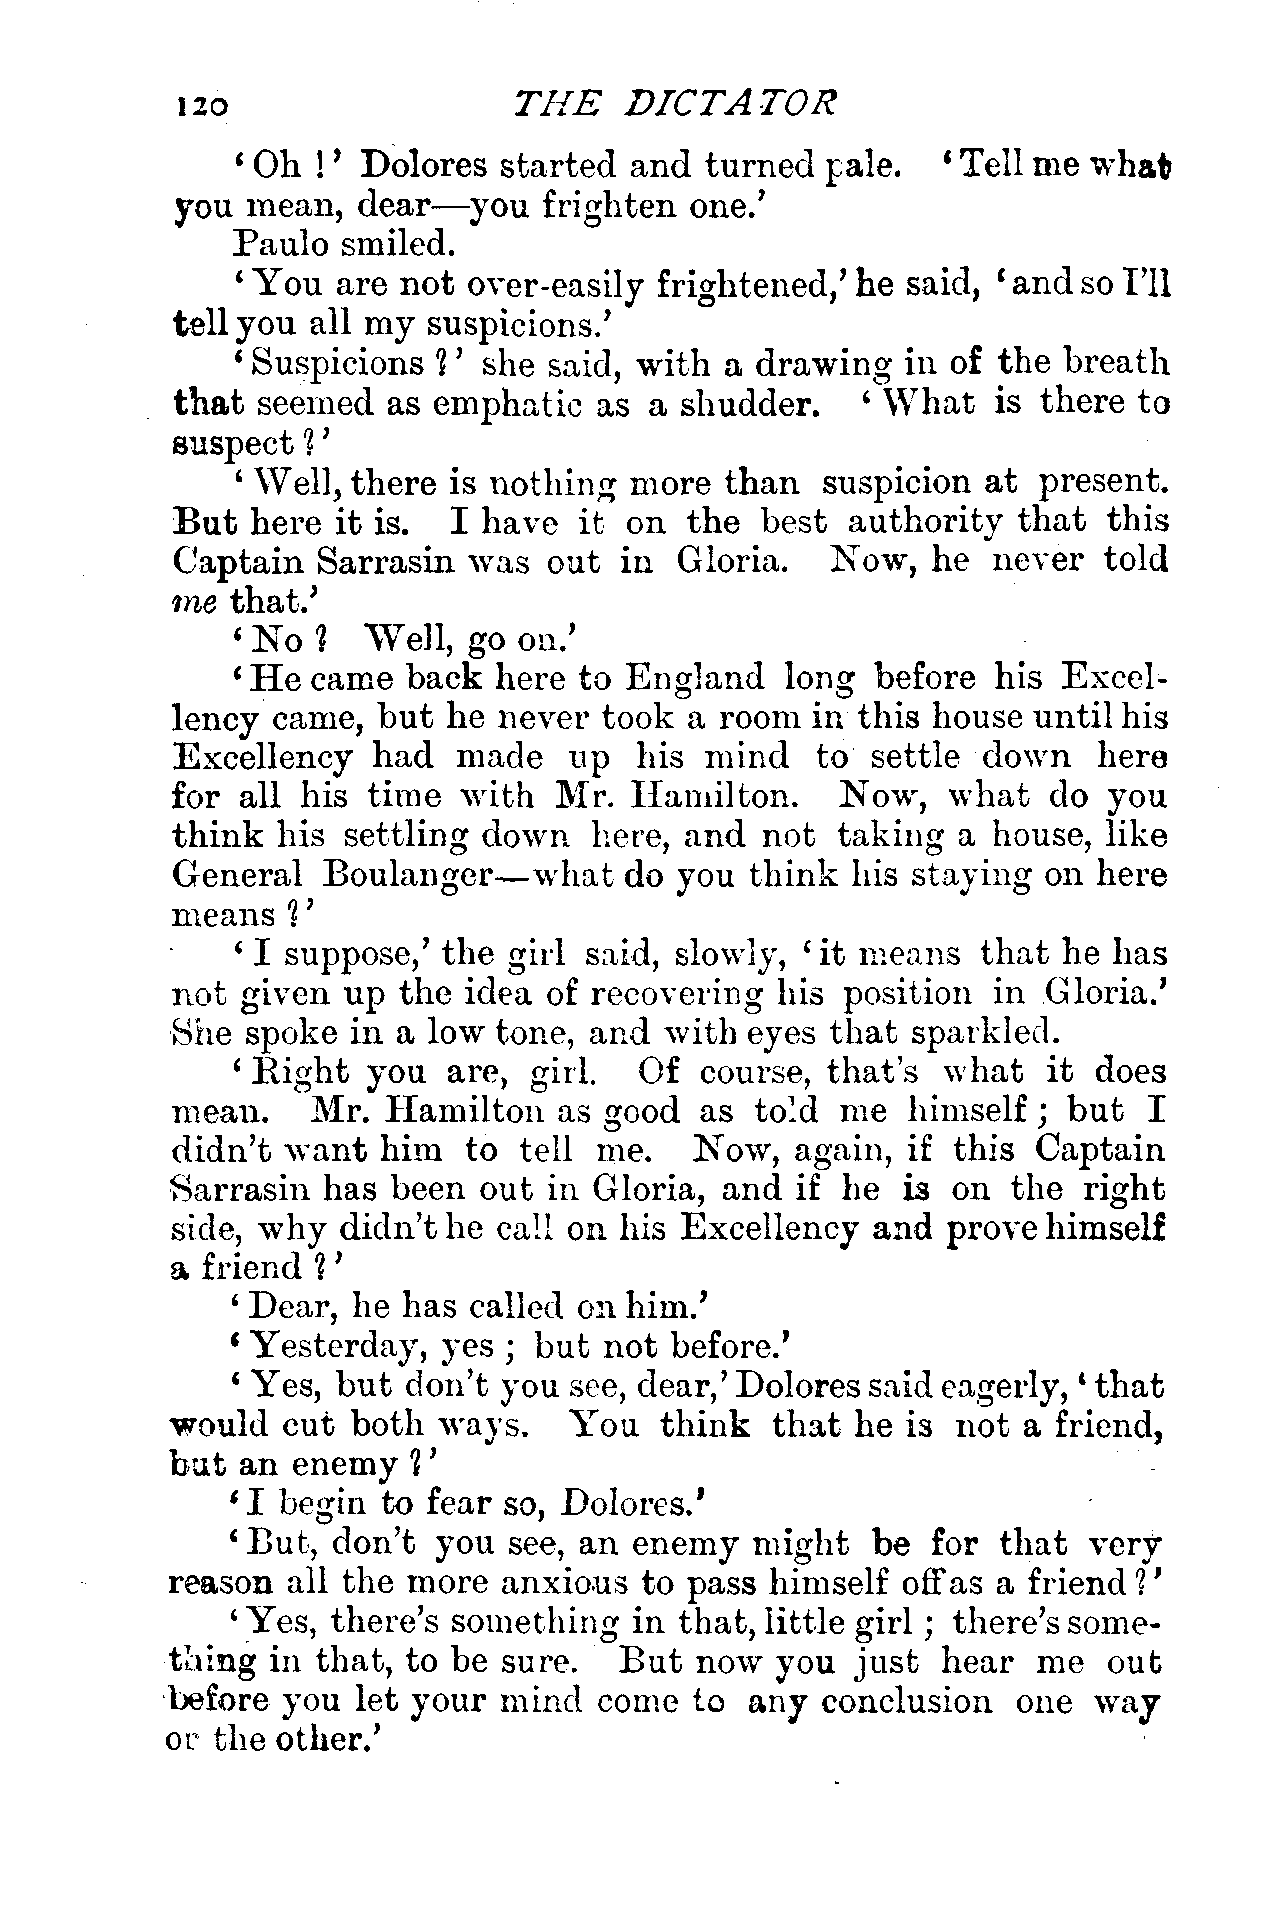 120 THE DICTATOR
‘Oh!’ Dolores started and turned pale. ‘Tell me what
you mean, dear—you frighten one.’
Paulo smiled.
‘You are not over-easily frightened,’ he said, ‘and so I’ll
tell you all my suspicions.’
‘Suspicions?’ she said, with a drawing in of the breath
that seemed as emphatic as a shudder. ‘What is there to
suspect?’
‘Well, there is nothing more than suspicion at present.
But here it is. I have it on the best authority that this
Captain Sarrasin was out in Gloria. Now, he never told
me that.’
‘No? Well, go on.’
‘He came back here to England long before his Excel-
lency came, but he never took a room in this house until his
Excellency had made up his mind to settle down here
for all his time with Mr. Hamilton. Now, what do you
think his settling down here, and not taking a house, like
General Boulanger—what do you think his staying on here
means?’
‘I suppose,’ the girl said, slowly, ‘it means that he has
not given up the idea of recovering his position in Gloria.’
She spoke in a low tone, and with eyes that sparkled.
‘Right you are, girl. Of course, that’s what it does
mean. Mr. Hamilton as good as told me himself; but I
didn’t want him to tell me. Now, again, if this Captain
Sarrasin has been out in Gloria, and if he is on the right
side, why didn’t he call on his Excellency and prove himself
a friend?’
‘Dear, he has called on him.’
‘Yesterday, yes; but not before.’
‘Yes, but don’t you see, dear,’ Dolores said eagerly, ‘that
would cut both ways. You think that he is not a friend,
but an enemy?’
‘I begin to fear so, Dolores.’
‘But, don’t you see, an enemy might be for that very
reason all the more anxious to pass himself off as a friend?’
‘Yes, there’s something in that, little girl; there’s some-
thing in that, to be sure. But now you just hear me out
before you let your mind come to any conclusion one way
or the other.’